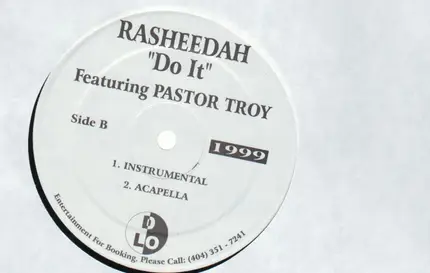 RASHEEDAH
"Do It"
Featuring PASTOR TROY
Side B
1999
1. INSTRUMENTAL
2. ACAPELLA
D
LO
Entertainment For Booking. Please Call: (404) 351 - 7241